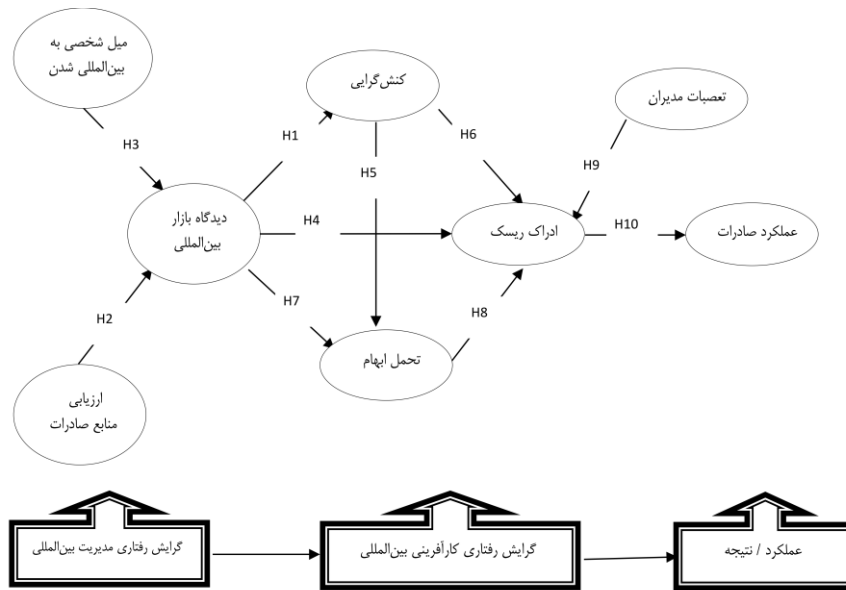 میل شخصی به
بین‌المللی شدن
کنش‌گرایی
تعصبات مدیران
H3
H1
H6
H5
H9
دیدگاه بازار
بین‌المللی
H4
ادراک ریسک
H10
عملکرد صادرات
H2
H7
H8
تحمل ابهام
ارزیابی
منابع صادرات
گرایش رفتاری مدیریت بین‌المللی
گرایش رفتاری کارآفرینی بین‌المللی
عملکرد / نتیجه